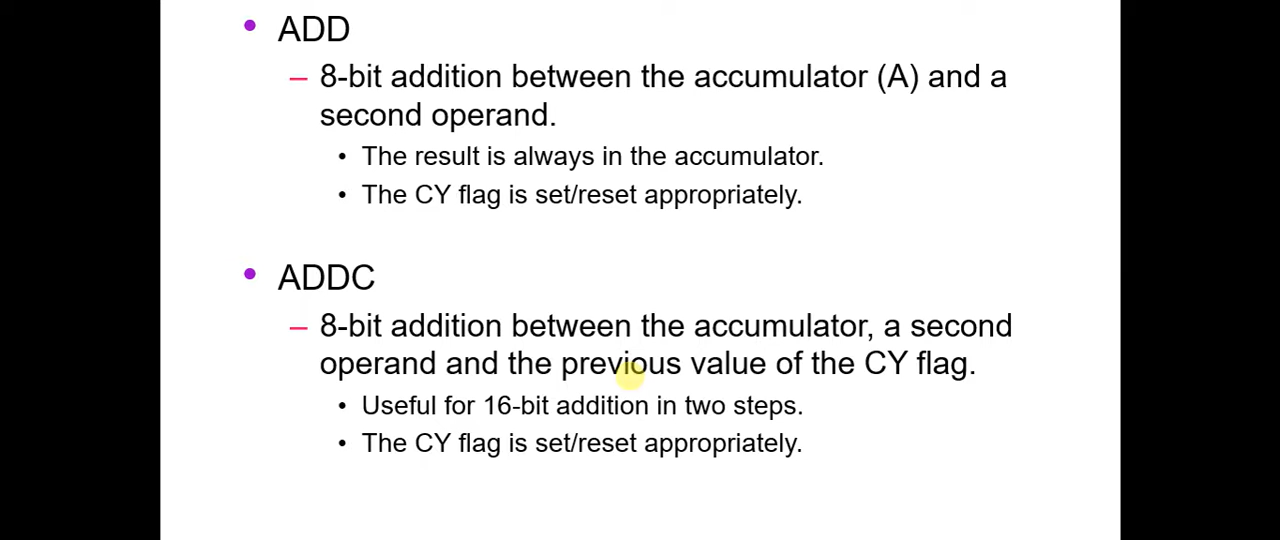 • ADD
– 8-bit addition between the accumulator (A) and a
second operand.
• The result is always in the accumulator.
• The CY flag is set/reset appropriately.
• ADDC
– 8-bit addition between the accumulator, a second
operand and the previous value of the CY flag.
• Useful for 16-bit addition in two steps.
• The CY flag is set/reset appropriately.